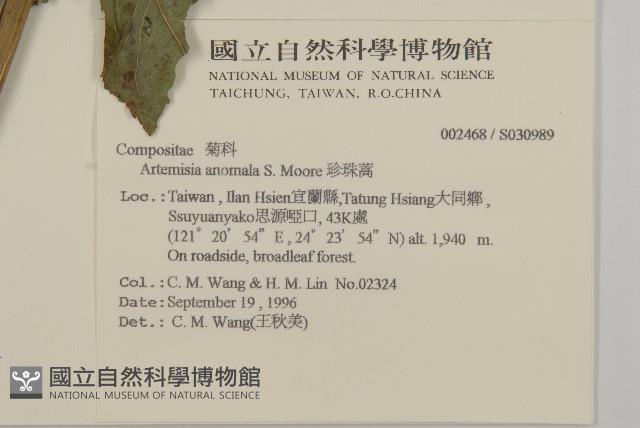 國立自然科學博物館
NATIONAL MUSEUM OF NATURAL SCIENCE
TAICHUNG, TAIWAN, R.O.CHINA
002468 / S030989
Compositae 菊科
Artemisia anomala S. Moore 珍珠蒿
Loc.:Taiwan , Ilan Hsien宜蘭縣,Tatung Hsiang大同鄉 ,
Ssuyuanyako思源啞口, 43K處
(121° 20' 54" E , 24° 23' 54" N) alt. 1,940 m.
On roadside, broadleaf forest.
Col.:C. M. Wang & H. M. Lin No.02324
Date:September 19 , 1996
Det.: C. M. Wang(王秋美)
國立自然科學博物館
NATIONAL MUSEUM OF NATURAL SCIENCE